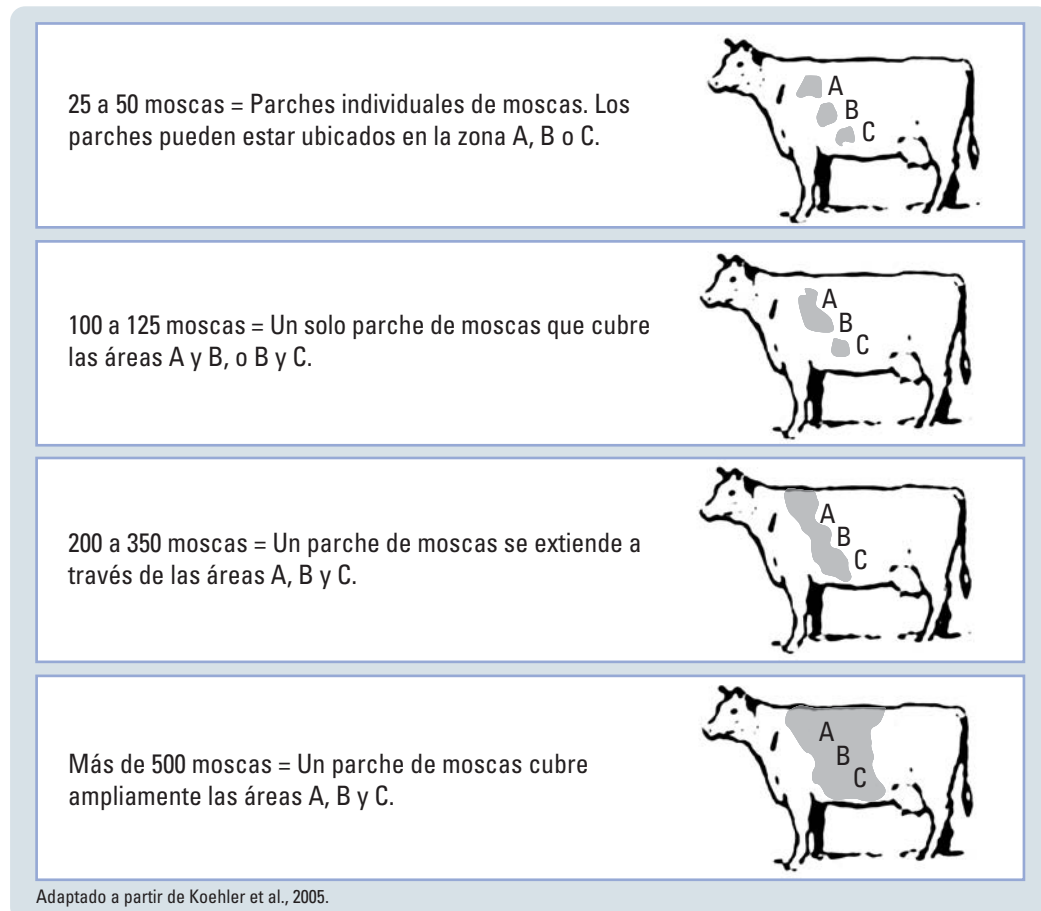 25 a 50 moscas = Parches individuales de moscas. Los
parches pueden estar ubicados en la zona A, B o C.
A
B
C
100 a 125 moscas = Un solo parche de moscas que cubre
las áreas A y B, o B y C.
A
B
C
200 a 350 moscas = Un parche de moscas se extiende a
través de las áreas A, B y C.
A
B
C
Más de 500 moscas = Un parche de moscas cubre
ampliamente las áreas A, B y C.
A
B
C
Adaptado a partir de Koehler et al., 2005.